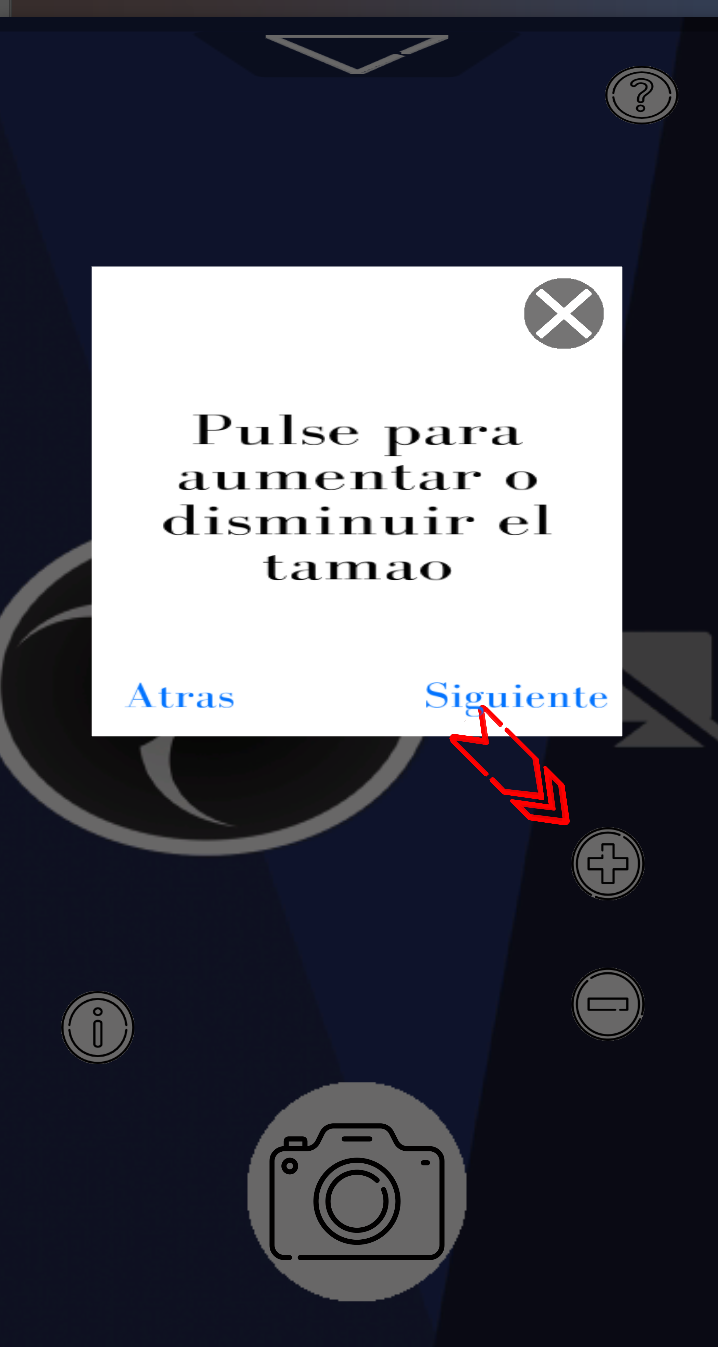 ?
Pulse para
aumentar o
disminuir el
tamao
Atras
Siguiente
i